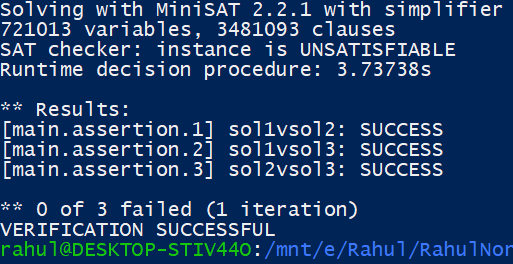 Solving with MiniSAT 2.2.1 with simplifier
721013 variables, 3481093 clauses
SAT checker: instance is UNSATISFIABLE
Runtime decision procedure: 3.73738s
** Results:
[main.assertion.1] sol1vsol2: SUCCESS
[main.assertion.2] sol1vsol3: SUCCESS
[main.assertion.3] sol2vsol3: SUCCESS
** 0 of 3 failed (1 iteration)
VERIFICATION SUCCESSFUL
rahul@DESKTOP-STIV44O:/mnt/e/Rahul/RahulNor